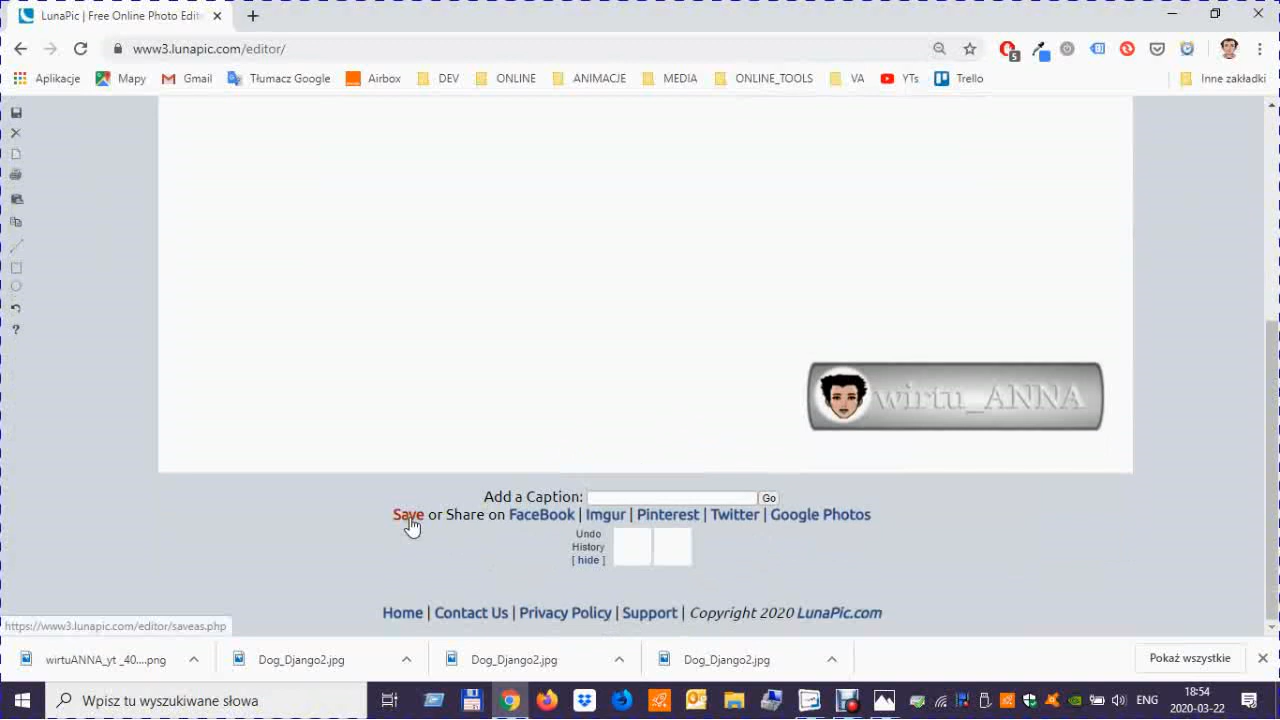 LunaPic | Free Online Photo Edit
www3.lunapic.com/editor/
5
Aplikacje
Mapy
Gmail
Tłumacz Google
Airbox
DEV
ONLINE
ANIMACJE
MEDIA
ONLINE_TOOLS
VA
YTs
Trello
Inne zakładki
wirtu_ANNA
Add a Caption: Go
Save or Share on FaceBook | Imgur | Pinterest | Twitter | Google Photos
Undo
History
[ hide ]
Home | Contact Us | Privacy Policy | Support | Copyright 2020 LunaPic.com
https://www3.lunapic.com/editor/saveas.php
wirtuANNA_yt _40....png
Dog_Django2.jpg
Dog_Django2.jpg
Dog_Django2.jpg
Pokaż wszystkie
Wpisz tu wyszukiwane słowa
ENG
18:54
2020-03-22